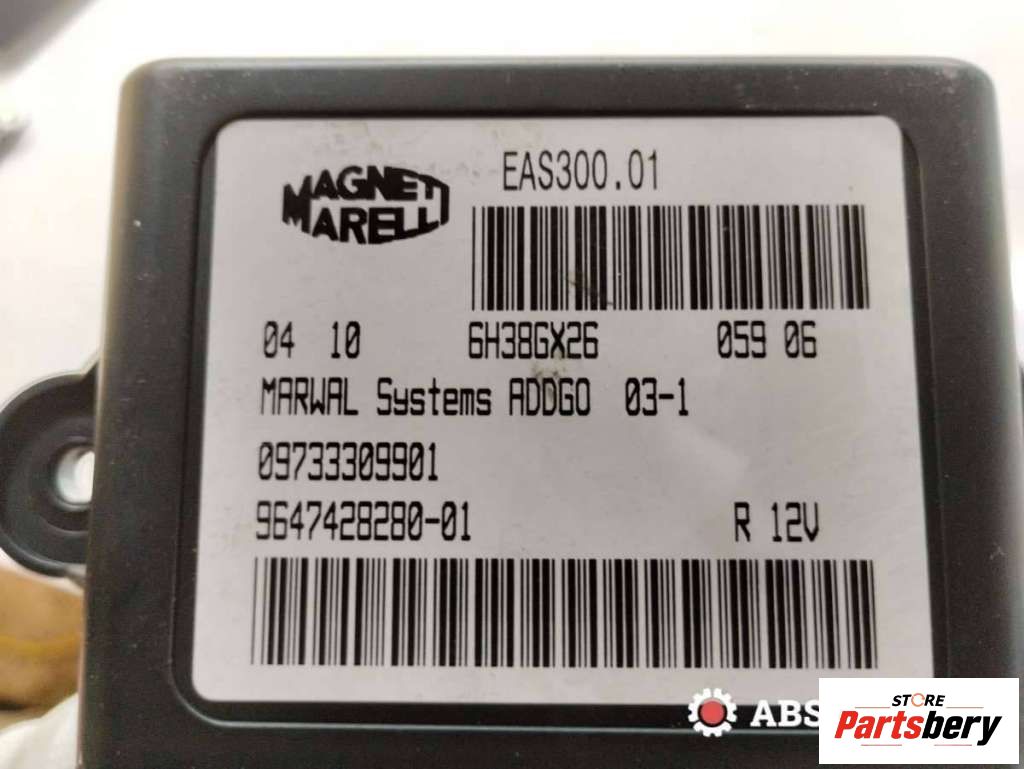 MAGNETI
MARELLI
EAS300.01
04 10 6H38GX26 059 06
MARWAL Systems ADDGO 03-1
09733309901
9647428280-01 R 12V
ABS
STORE
Partsbery